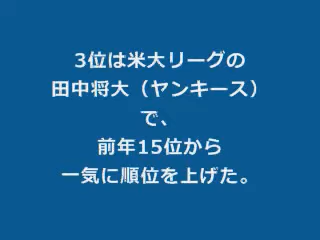 3位は米大リーグの
田中将大（ヤンキース）
で、
前年15位から
一気に順位を上げた。